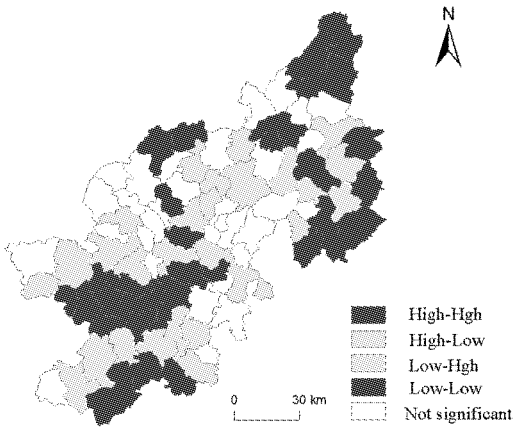 N
High-Hgh
High-Low
Low-Hgh
Low-Low
Not significant
0 30 km